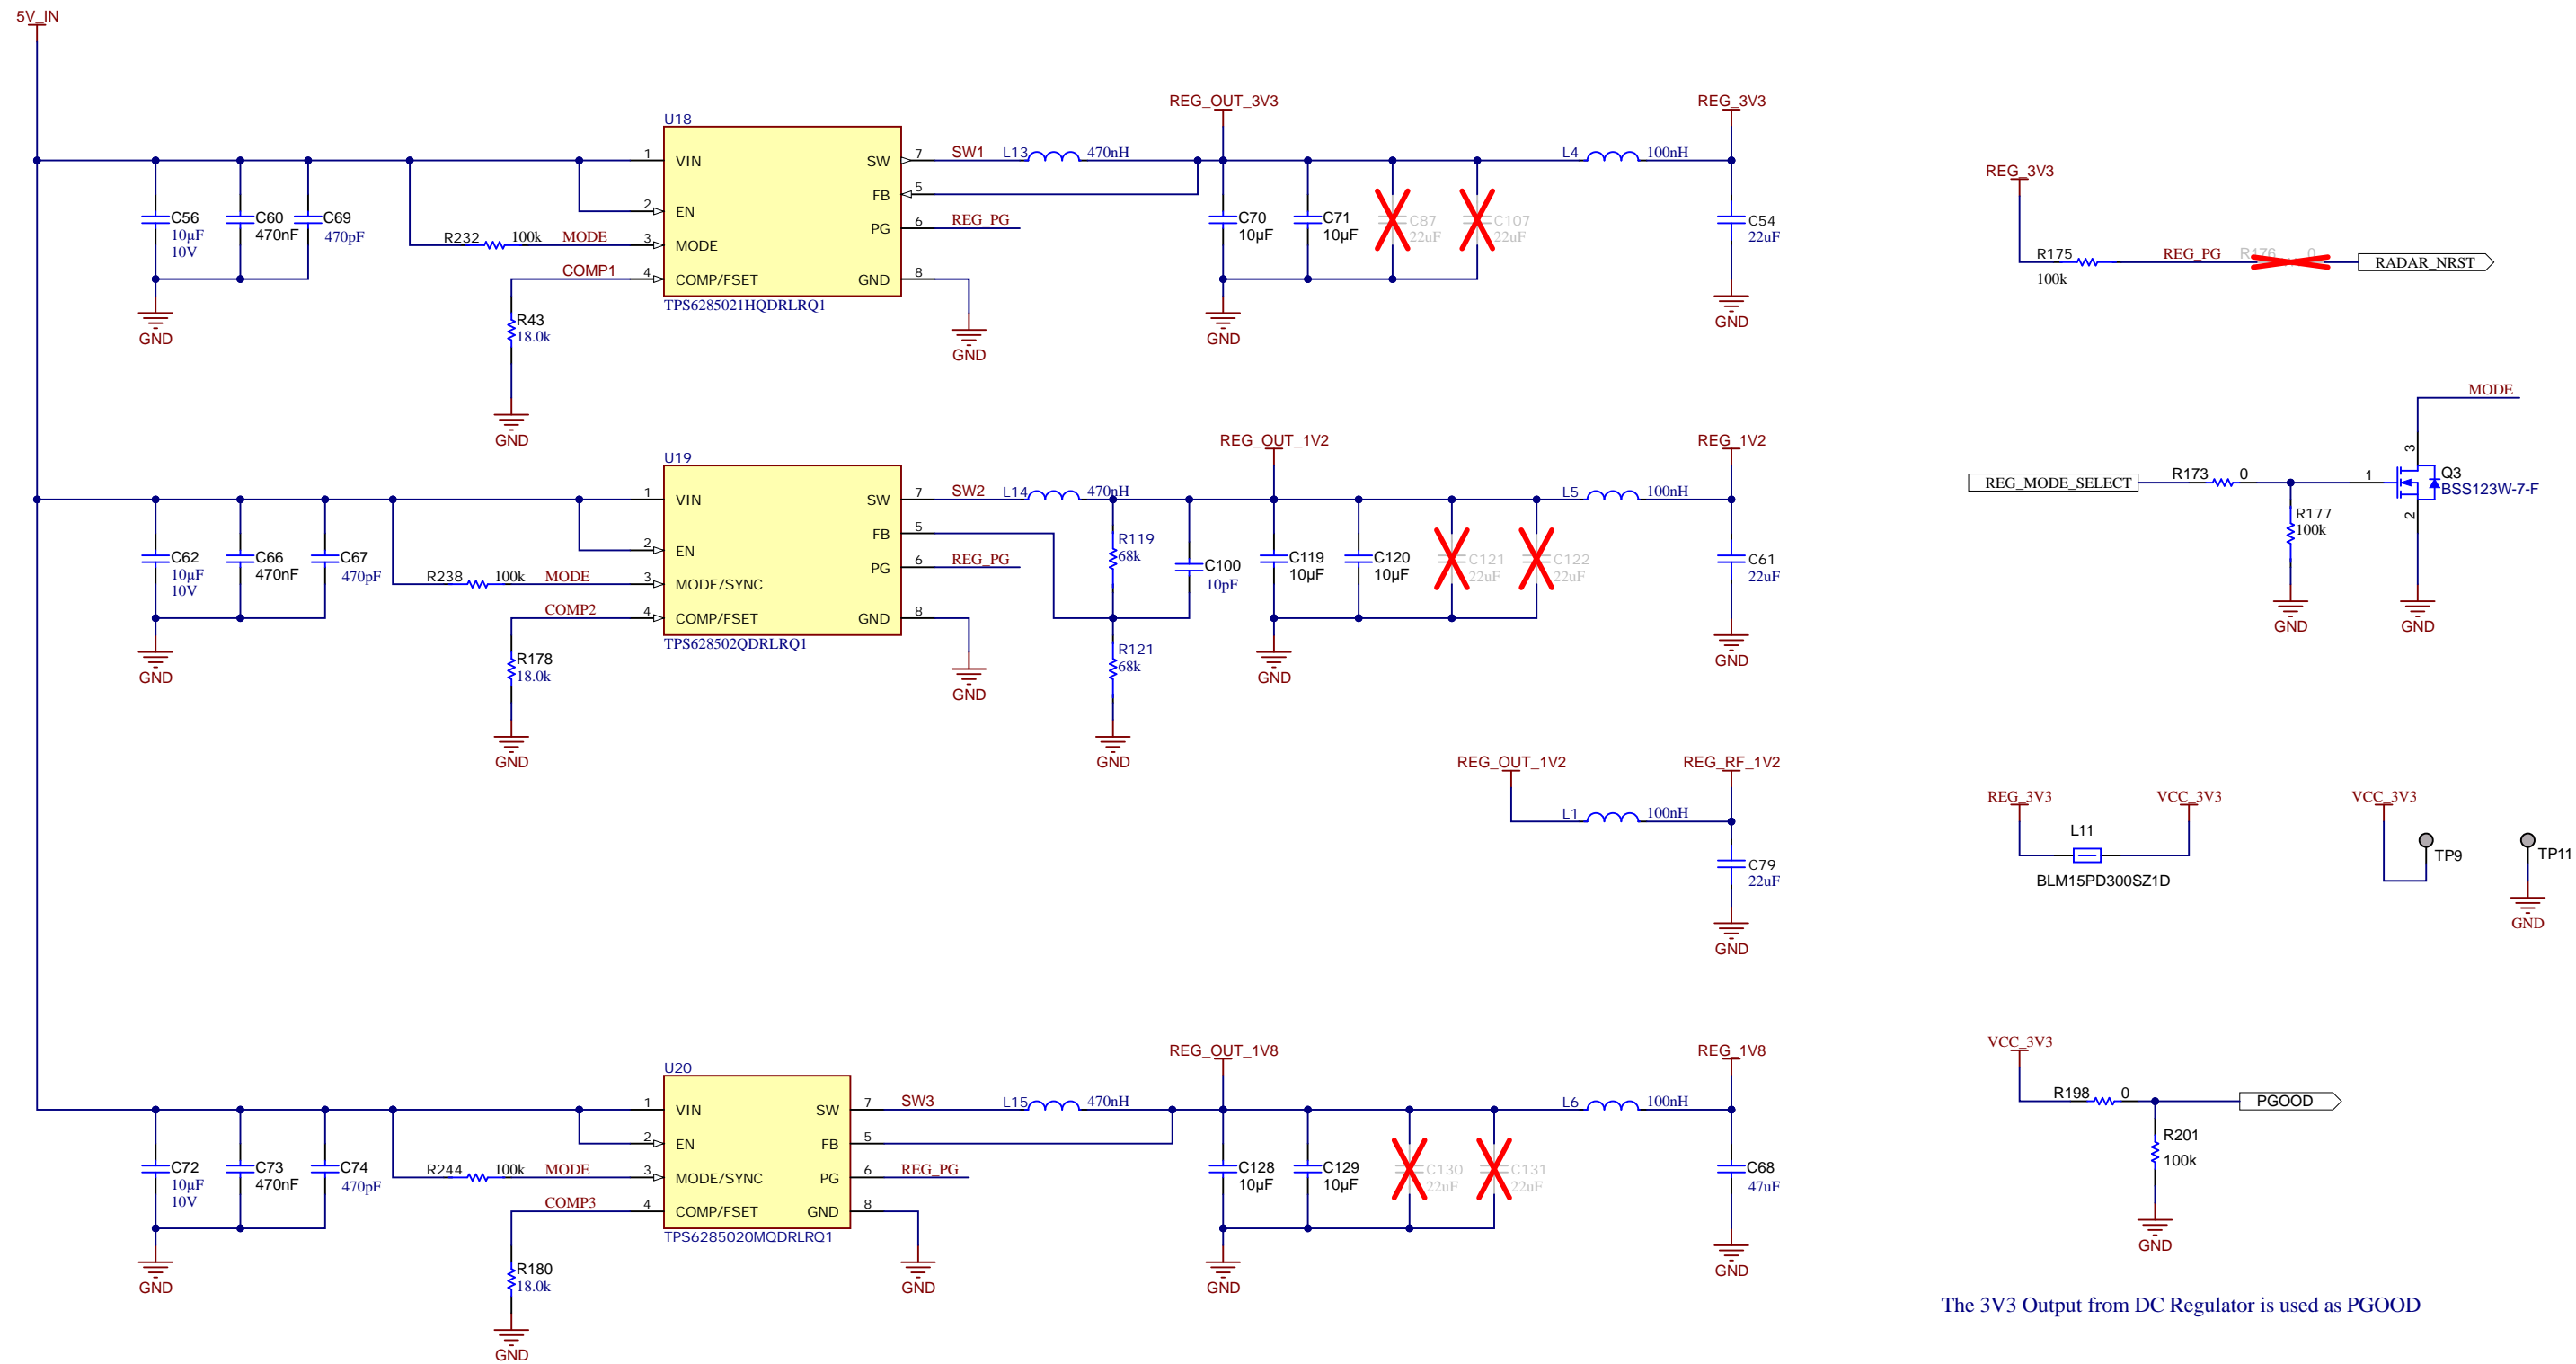 5V_IN
U18
VIN
EN
MODE
COMP/FSET
SW
FB
PG
GND
1
2
3
4
7
5
6
8
TPS6285021HQDRLRQ1
C56
10µF
10V
C60
470nF
C69
470pF
GND
R232
100k
MODE
COMP1
R43
18.0k
GND
SW1
L13
470nH
REG_PG
GND
REG_OUT_3V3
C70
10µF
C71
10µF
C87
22uF
C107
22uF
GND
L4
100nH
REG_3V3
C54
22uF
GND
U19
VIN
EN
MODE/SYNC
COMP/FSET
SW
FB
PG
GND
1
2
3
4
7
5
6
8
TPS628502QDRLRQ1
C62
10µF
10V
C66
470nF
C67
470pF
GND
R238
100k
MODE
COMP2
R178
18.0k
GND
SW2
L14
470nH
REG_PG
GND
R119
68k
C100
10pF
R121
68k
GND
REG_OUT_1V2
C119
10µF
C120
10µF
C121
22uF
C122
22uF
GND
L5
100nH
REG_1V2
C61
22uF
GND
REG_OUT_1V2
L1
100nH
REG_RF_1V2
C79
22uF
GND
U20
VIN
EN
MODE/SYNC
COMP/FSET
SW
FB
PG
GND
1
2
3
4
7
5
6
8
TPS6285020MQDRLRQ1
C72
10µF
10V
C73
470nF
C74
470pF
GND
R244
100k
MODE
COMP3
R180
18.0k
GND
SW3
L15
470nH
REG_PG
GND
REG_OUT_1V8
C128
10µF
C129
10µF
C130
22uF
C131
22uF
GND
L6
100nH
REG_1V8
C68
47uF
GND
REG_3V3
R175
100k
REG_PG
R176
0
RADAR_NRST
MODE
REG_MODE_SELECT
R173
0
1
3
2
Q3
BSS123W-7-F
R177
100k
GND
GND
REG_3V3
VCC_3V3
L11
BLM15PD300SZ1D
VCC_3V3
TP9
TP11
GND
VCC_3V3
R198
0
PGOOD
R201
100k
GND
The 3V3 Output from DC Regulator is used as PGOOD